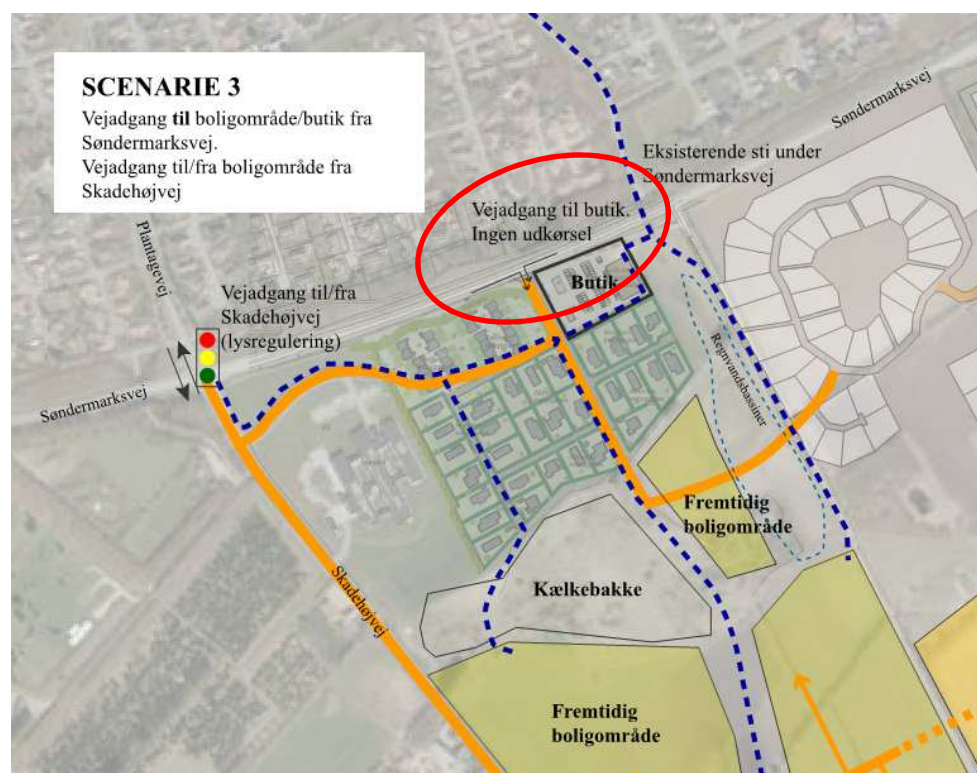 SCENARIE 3
Vejadgang til boligområde/butik fra
Søndermarksvej.
Vejadgang til/fra boligområde fra
Skadehøjvej
Søndermarksvej
Eksisterende sti under
Søndermarksvej
Vejadgang til butik.
Ingen udkørsel
Butik
Plantagevej
Vejadgang til/fra
Skadehøjvej
(lysregulering)
Søndermarksvej
Regnvandsbassiner
Fremtidig
boligområde
Kælkebakke
Skadehøjvej
Fremtidig
boligområde